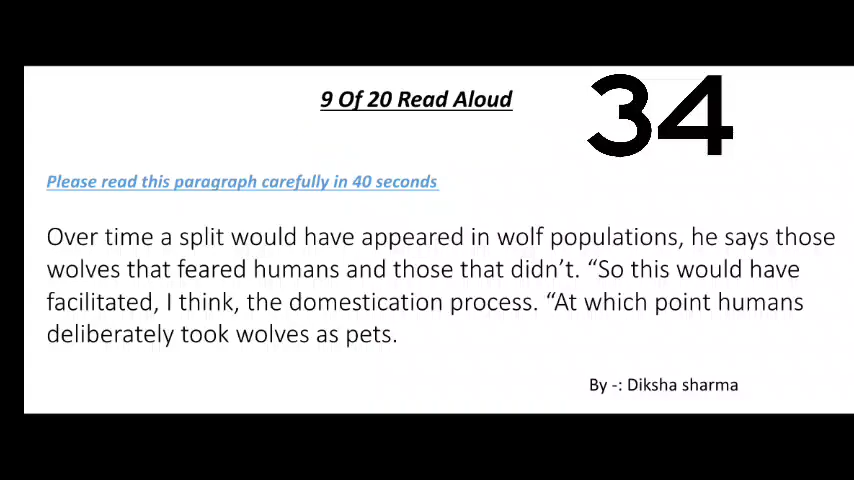 9 Of 20 Read Aloud
34
Please read this paragraph carefully in 40 seconds
Over time a split would have appeared in wolf populations, he says those
wolves that feared humans and those that didn’t. “So this would have
facilitated, I think, the domestication process. “At which point humans
deliberately took wolves as pets.
By -: Diksha sharma